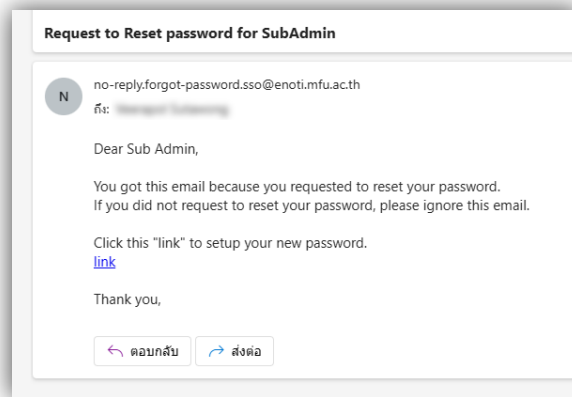 Request to Reset password for SubAdmin
N
no-reply.forgot-password.sso@enoti.mfu.ac.th
ถึง:
Dear Sub Admin,
You got this email because you requested to reset your password.
If you did not request to reset your password, please ignore this email.
Click this "link" to setup your new password.
link
Thank you,
ตอบกลับ ส่งต่อ